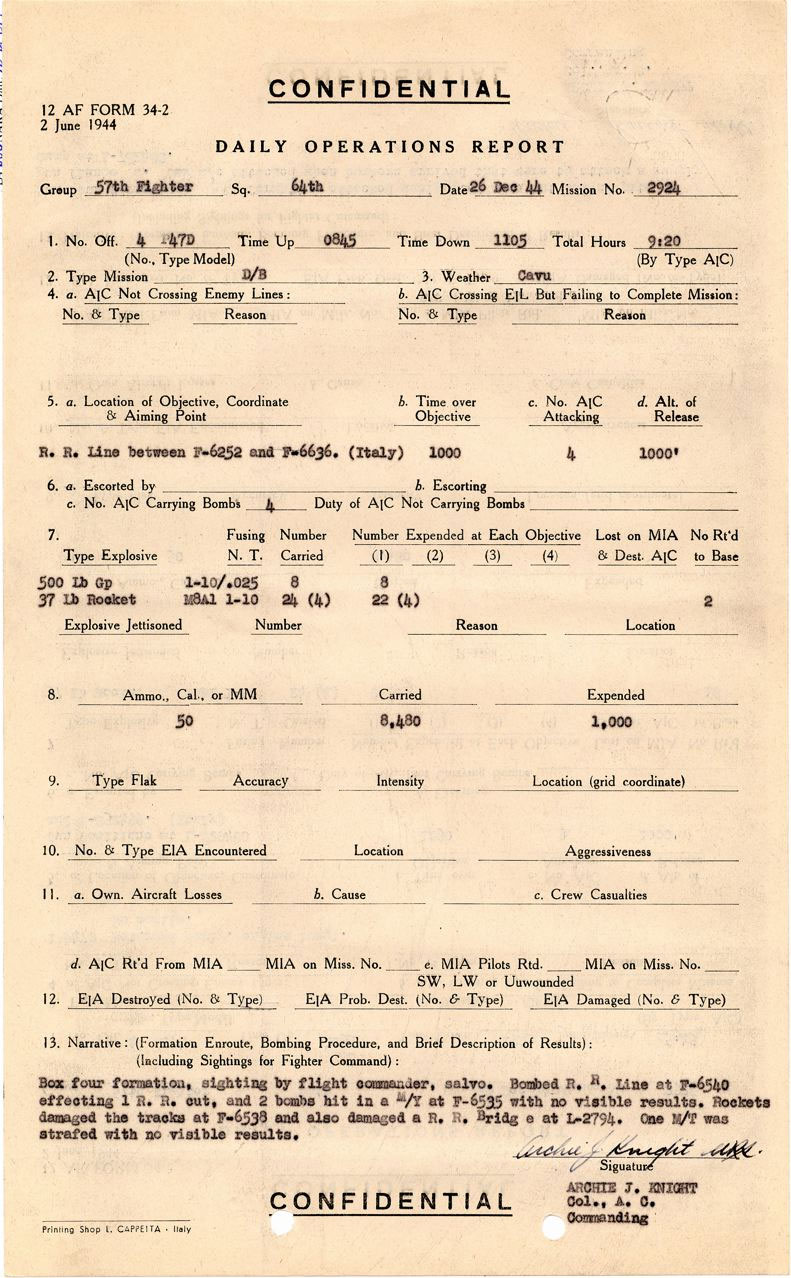 CONFIDENTIAL
12 AF FORM 34-2
2 June 1944
DAILY OPERATIONS REPORT
Group 57th Fighter Sq. 64th Date 26 Dec 44 Mission No. 2924
1. No. Off. 4 P47D Time Up 0845 Time Down 1105 Total Hours 9:20
(No., Type Model) (By Type A|C)
2. Type Mission D/B 3. Weather Cavu
4. a. A|C Not Crossing Enemy Lines: b. A|C Crossing E|L But Failing to Complete Mission:
No. & Type Reason No. & Type Reason
5. a. Location of Objective, Coordinate b. Time over c. No. A|C d. Alt. of
& Aiming Point Objective Attacking Release
R. R. Line between F-6252 and F-6636. (Italy) 1000 4 1000'
6. a. Escorted by b. Escorting
c. No. A|C Carrying Bombs 4 Duty of A|C Not Carrying Bombs
7. Fusing Number Number Expended at Each Objective Lost on MIA No Rt'd
Type Explosive N. T. Carried (1) (2) (3) (4) & Dest. A|C to Base
500 Lb Gp 1-10/.025 8 8
37 Lb Rocket M8A1 1-10 24 (4) 22 (4) 2
Explosive Jettisoned Number Reason Location
8. Ammo., Cal., or MM Carried Expended
50 8,480 1,000
9. Type Flak Accuracy Intensity Location (grid coordinate)
10. No. & Type E|A Encountered Location Aggressiveness
11. a. Own. Aircraft Losses b. Cause c. Crew Casualties
d. A|C Rt'd From MIA MIA on Miss. No. e. MIA Pilots Rtd. MIA on Miss. No.
SW, LW or Uuwounded
12. E|A Destroyed (No. & Type) E|A Prob. Dest. (No. & Type) E|A Damaged (No. & Type)
13. Narrative: (Formation Enroute, Bombing Procedure, and Brief Description of Results):
(Including Sightings for Fighter Command):
Box four formation, sighting by flight commander, salvo. Bombed R. R. Line at F-6540
effecting 1 R. R. cut, and 2 bombs hit in a M/Y at F-6535 with no visible results. Rockets
damaged the tracks at F-6538 and also damaged a R. R. Bridg e at L-2794. One M/T was
strafed with no visible results.
Archie J Knight
Signature
ARCHIE J. KNIGHT
Col., A. C.
Commanding
CONFIDENTIAL
Printing Shop L. CAPPELTA - Italy